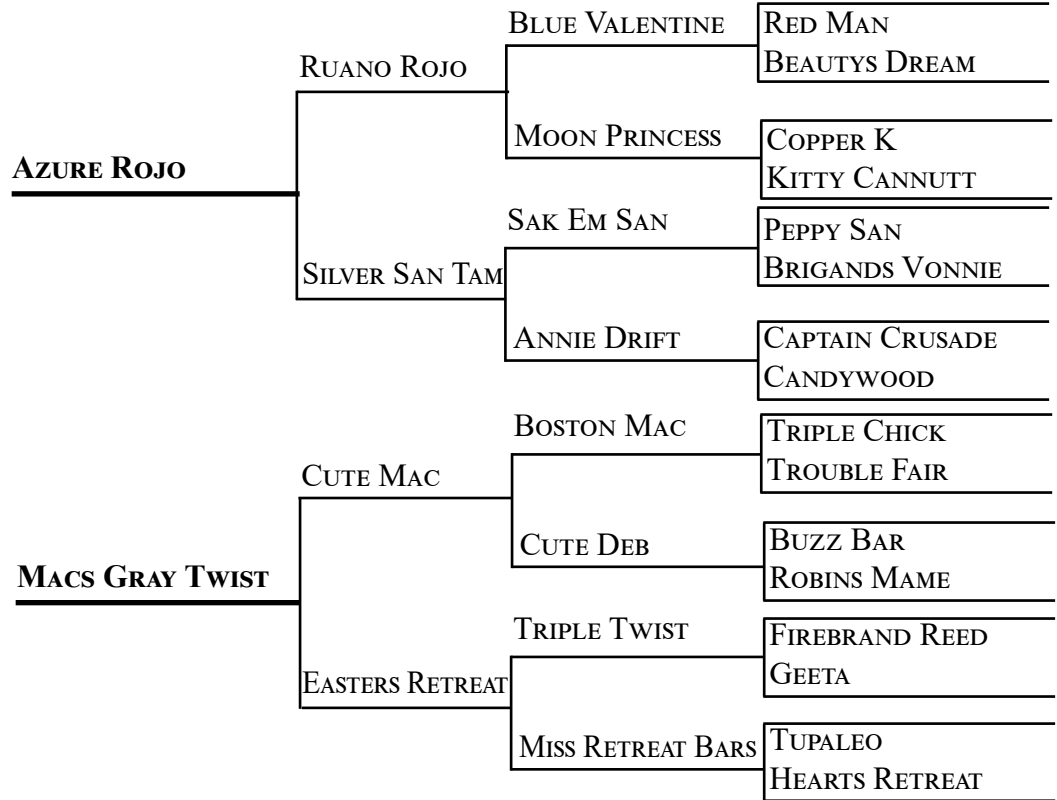 Blue Valentine
Red Man
Beautys Dream
Ruano Rojo
Moon Princess
Copper K
Kitty Cannutt
Azure Rojo
Sak Em San
Peppy San
Brigands Vonnie
Silver San Tam
Annie Drift
Captain Crusade
Candywood
Boston Mac
Triple Chick
Trouble Fair
Cute Mac
Cute Deb
Buzz Bar
Robins Mame
Macs Gray Twist
Triple Twist
Firebrand Reed
Geeta
Easters Retreat
Miss Retreat Bars
Tupaleo
Hearts Retreat